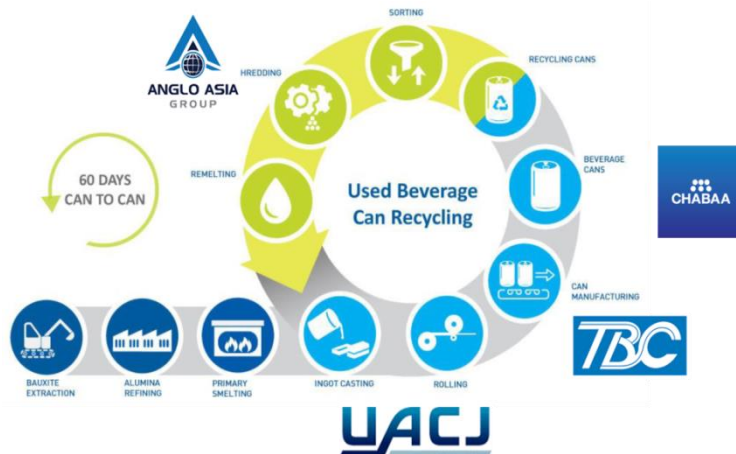 SORTING
ANGLO ASIA
GROUP
HREDDING
RECYCLING CANS
60 DAYS
CAN TO CAN
REMELTING
Used Beverage
Can Recycling
BEVERAGE
CANS
CHABAA
CAN
MANUFACTURING
TBC
BAUXITE
EXTRACTION
ALUMINA
REFINING
PRIMARY
SMELTING
INGOT CASTING
ROLLING
UACJ